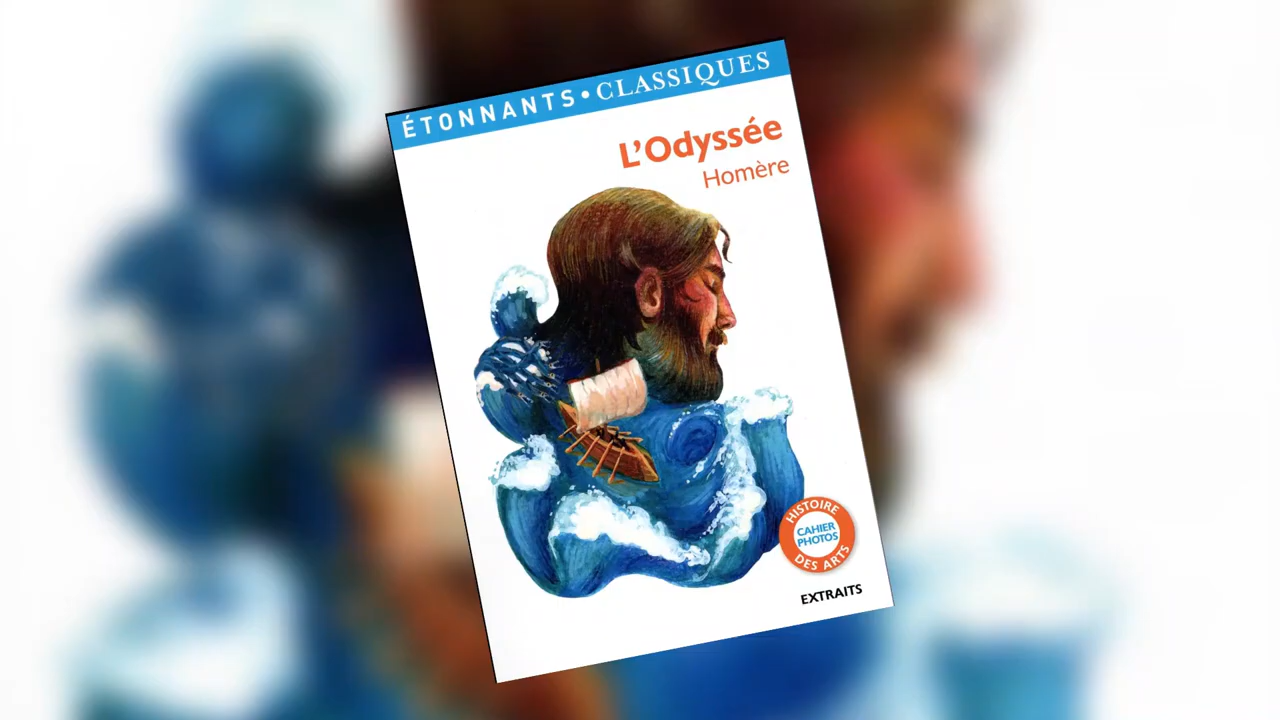 ÉTONNANTS • CLASSIQUES
L'Odyssée
Homère
HISTOIRE
CAHIER
PHOTOS
DES ARTS
EXTRAITS